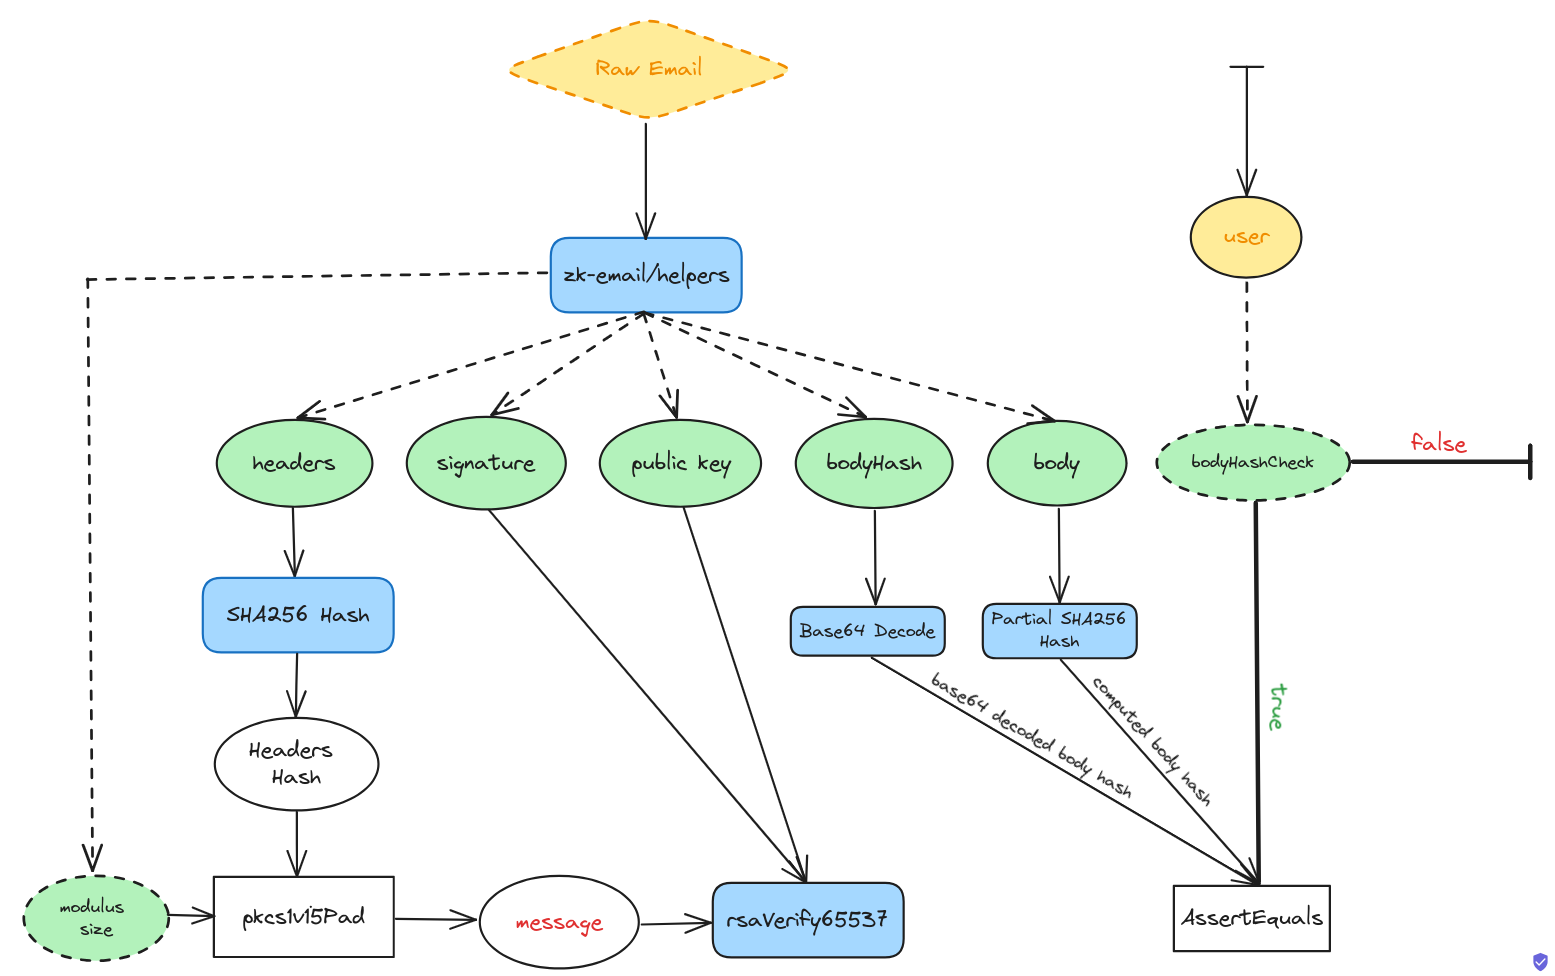 Raw Email
user
zk-email/helpers
headers
signature
public key
bodyHash
body
bodyHashCheck
false
SHA256 Hash
Base64 Decode
Partial SHA256
Hash
base64 decoded body hash
computed body hash
true
Headers
Hash
modulus
size
pkcs1v15Pad
message
rsaVerify65537
AssertEquals